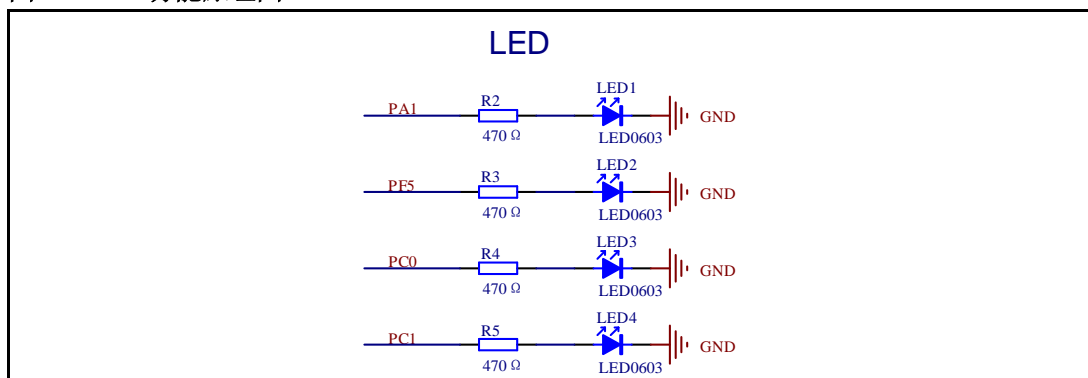 LED
LED1
PA1
R2
GND
470 Ω
LED0603
LED2
PF5
R3
GND
470 Ω
LED0603
LED3
PC0
R4
GND
470 Ω
LED0603
LED4
PC1
R5
GND
470 Ω
LED0603